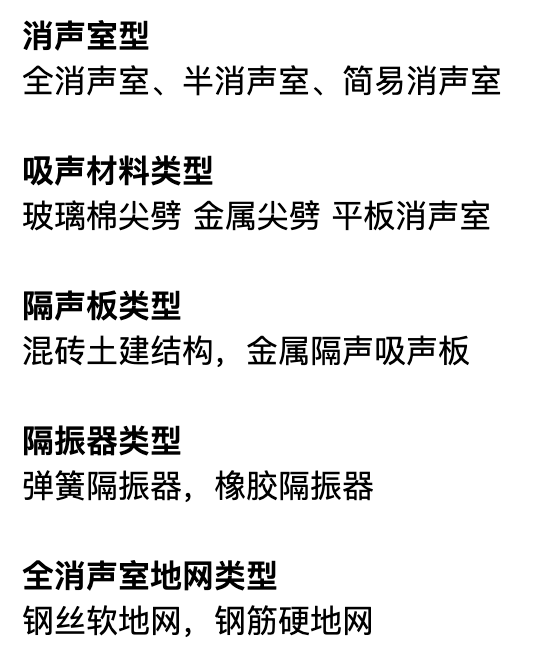 消声室型
全消声室、半消声室、简易消声室
吸声材料类型
玻璃棉尖劈 金属尖劈 平板消声室
隔声板类型
混砖土建结构，金属隔声吸声板
隔振器类型
弹簧隔振器，橡胶隔振器
全消声室地网类型
钢丝软地网，钢筋硬地网